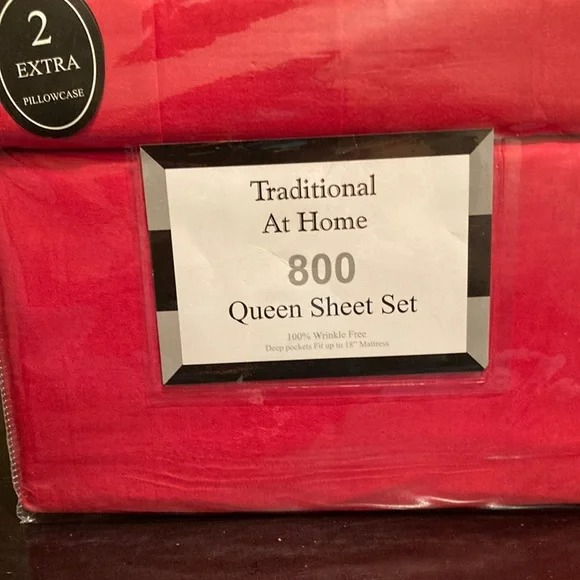 2
EXTRA
PILLOWCASE
Traditional
At Home
800
Queen Sheet Set
100% Wrinkle Free
Deep pockets Fit up to 18" Mattress